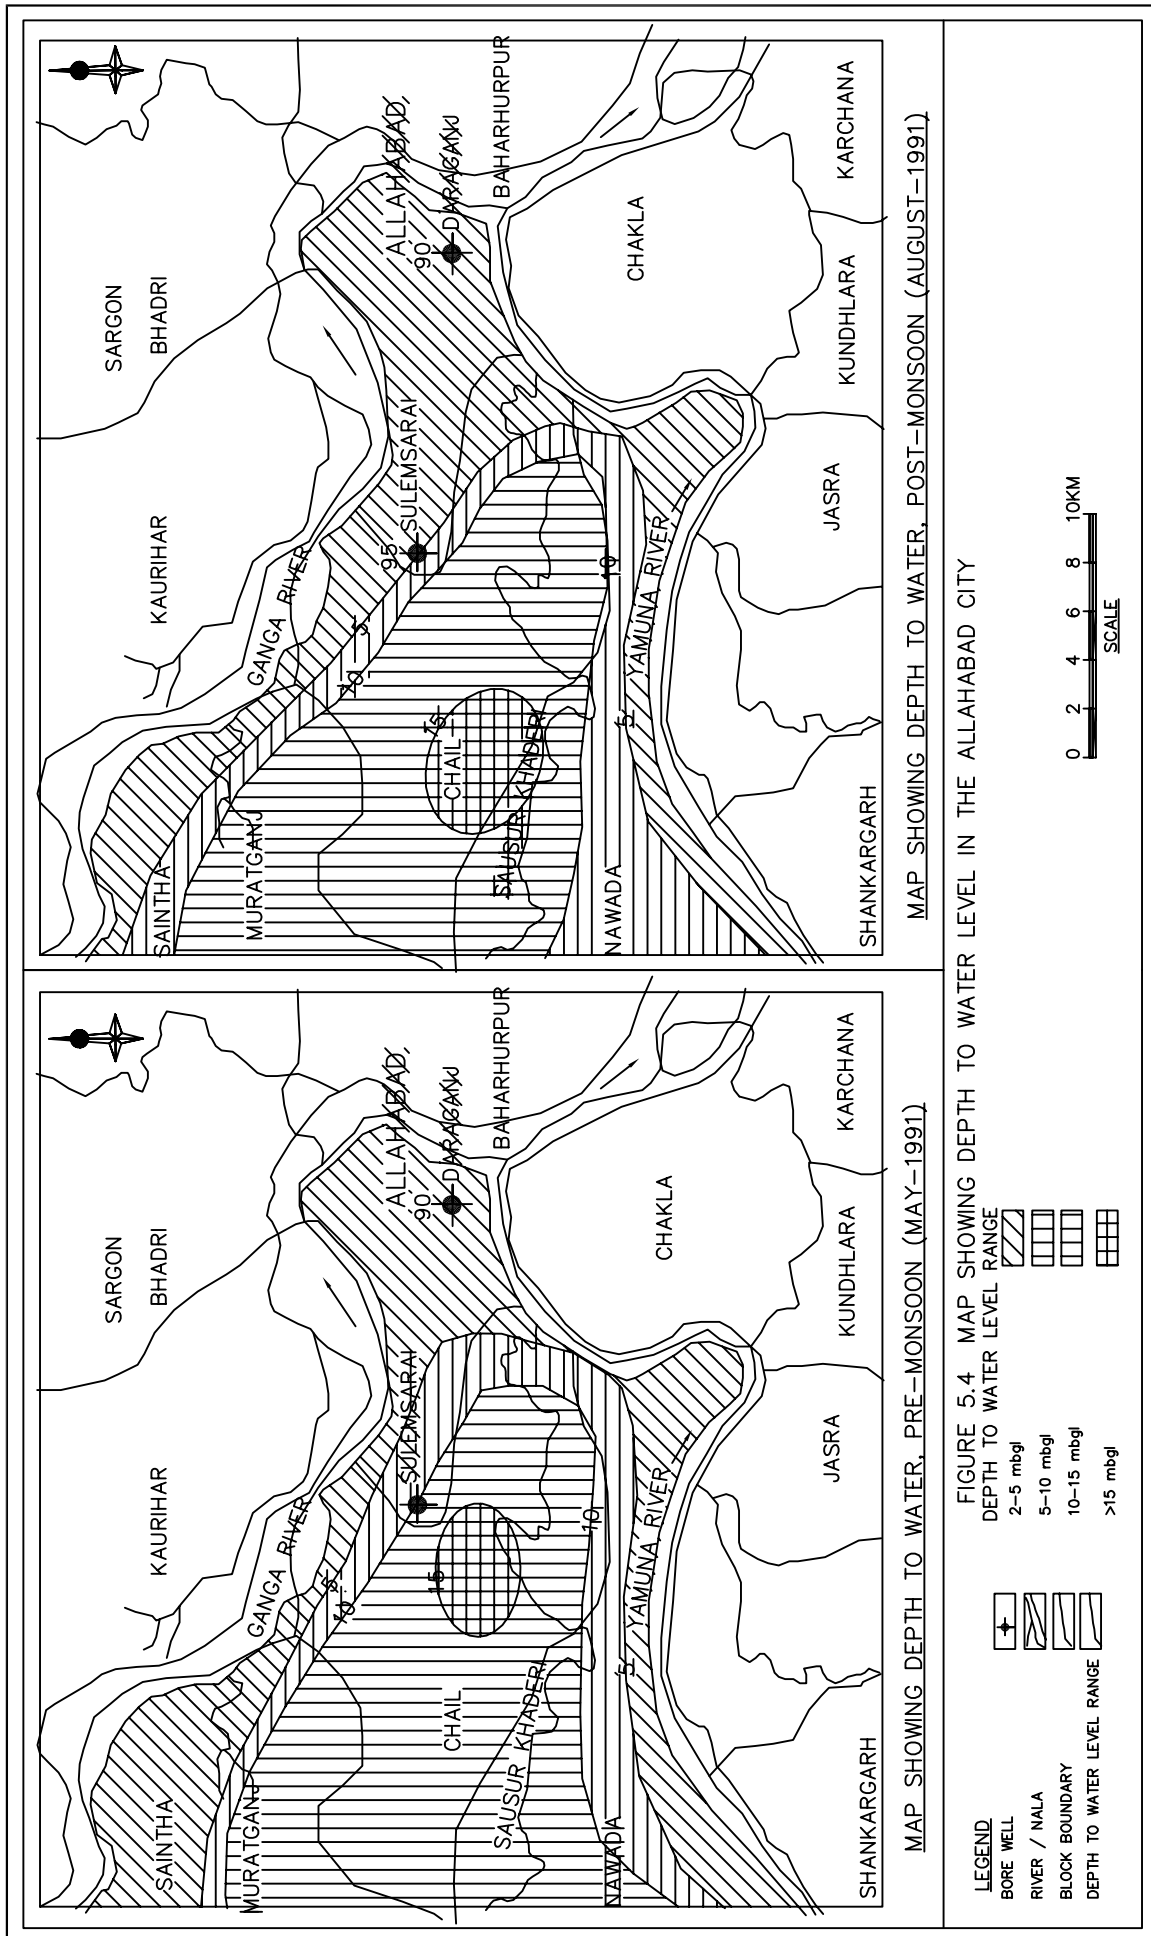 SARGON
BHADRI
KAURIHAR
GANGA RIVER
SAINTHA
MURATGANJ
5
10
15
SULEMSARAI
ALLAHABAD,
90
DARAGANJ
BAHARHURPUR
CHAIL
SAUSUR KHADERI
10
NAWADA
5
YAMUNA RIVER
CHAKLA
SHANKARGARH
JASRA
KUNDHLARA
KARCHANA
MAP SHOWING DEPTH TO WATER, PRE-MONSOON (MAY-1991)
SARGON
BHADRI
KAURIHAR
GANGA RIVER
SAINTHA
MURATGANJ
5
10
15
95
SULEMSARAI
ALLAHABAD,
90
DARAGANJ
BAHARHURPUR
CHAIL
SAUSUR KHADERI
10
NAWADA
5
YAMUNA RIVER
CHAKLA
SHANKARGARH
JASRA
KUNDHLARA
KARCHANA
MAP SHOWING DEPTH TO WATER, POST-MONSOON (AUGUST-1991)
FIGURE 5.4 MAP SHOWING DEPTH TO WATER LEVEL IN THE ALLAHABAD CITY
LEGEND
BORE WELL
RIVER / NALA
BLOCK BOUNDARY
DEPTH TO WATER LEVEL RANGE
DEPTH TO WATER LEVEL RANGE
2-5 mbgl
5-10 mbgl
10-15 mbgl
>15 mbgl
0 2 4 6 8 10KM
SCALE